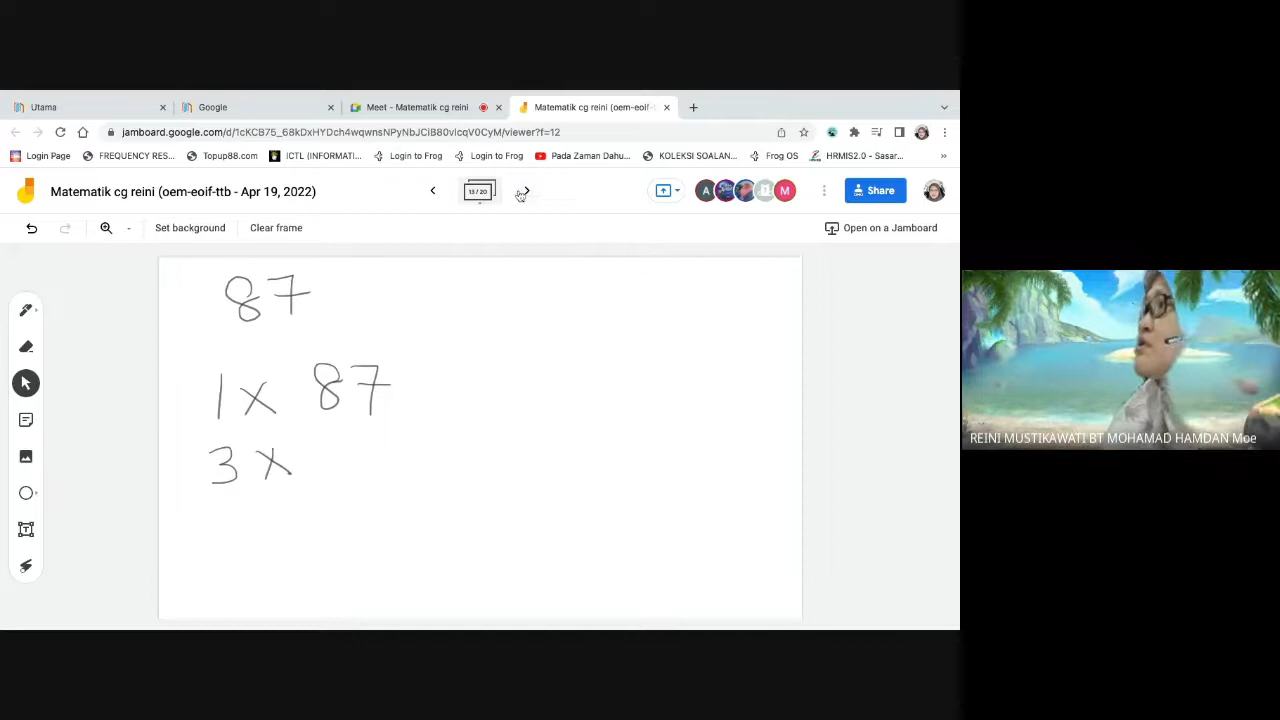 Utama
Google
Meet - Matematik cg reini
Matematik cg reini (oem-eoif-t
jamboard.google.com/d/1cKCB75_68kDxHYDch4wqwnsNPyNbJCiB80vIcqV0CyM/viewer?f=12
Login Page
FREQUENCY RES...
Topup88.com
ICTL (INFORMATI...
Login to Frog
Login to Frog
Pada Zaman Dahu...
KOLEKSI SOALAN...
Frog OS
HRMIS2.0 - Sasar...
»
Matematik cg reini (oem-eoif-ttb - Apr 19, 2022)
13 / 20
A
M
Share
Set background
Clear frame
Open on a Jamboard
87
1 x 87
3 x
REINI MUSTIKAWATI BT MOHAMAD HAMDAN Moe